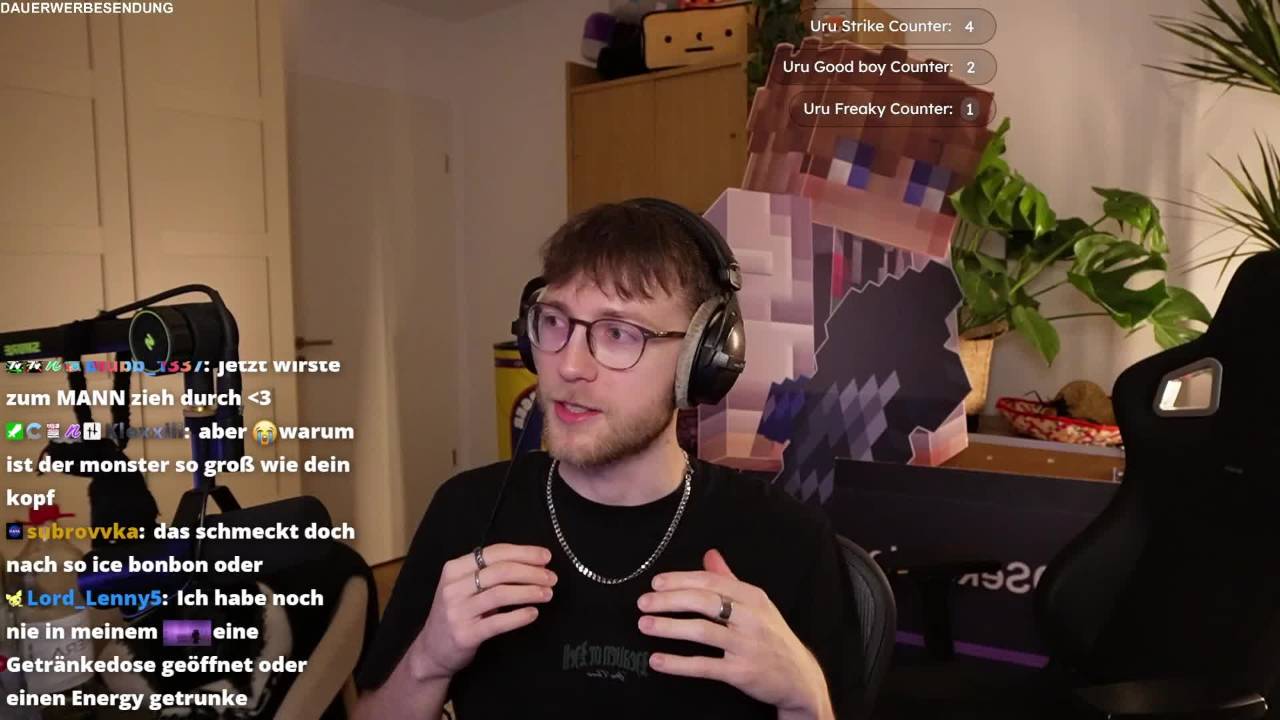 DAUERWERBESENDUNG
Uru Strike Counter: 4
Uru Good boy Counter: 2
Uru Freaky Counter: 1
jetzt wirste
zum MANN zieh durch <3
aber 😭warum
ist der monster so groß wie dein
kopf
subrovvka: das schmeckt doch
nach so ice bonbon oder
Lord_Lenny5: Ich habe noch
nie in meinem eine
Getränkedose geöffnet oder
einen Energy getrunke